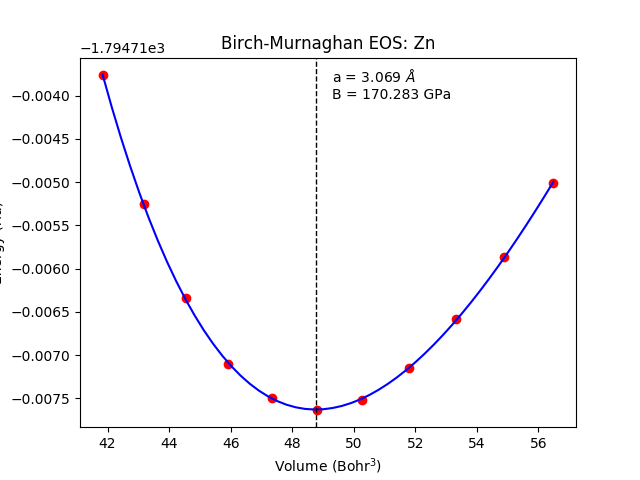 −1.79471e3
Birch-Murnaghan EOS: Zn
a = 3.069 Å
B = 170.283 GPa
−0.0040
−0.0045
−0.0050
−0.0055
−0.0060
−0.0065
−0.0070
−0.0075
42 44 46 48 50 52 54 56
Volume (Bohr³)